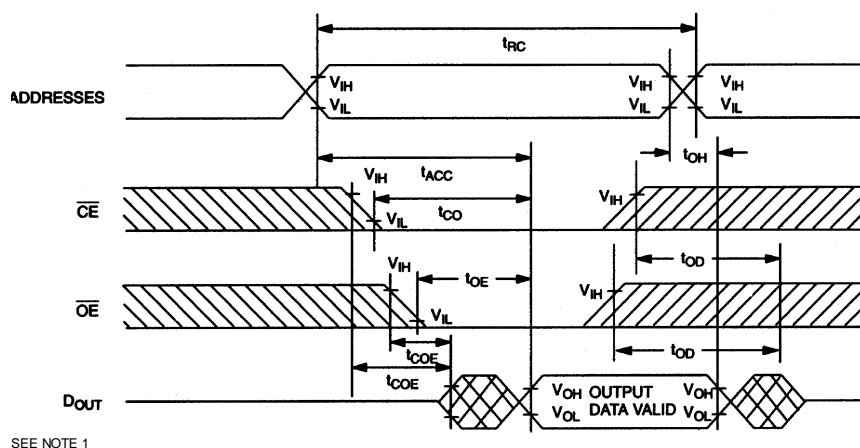 tRC
ADDRESSES
VIH VIH VIH
VIL VIL VIL
tOH
tACC
VIH
CE
VIH
tCO
VIL
VIH
tOE
tOD
OE
VIH
VIL
tCOE
tOD
tCOE
DOUT
VOH OUTPUT VOH
VOL DATA VALID VOL
SEE NOTE 1